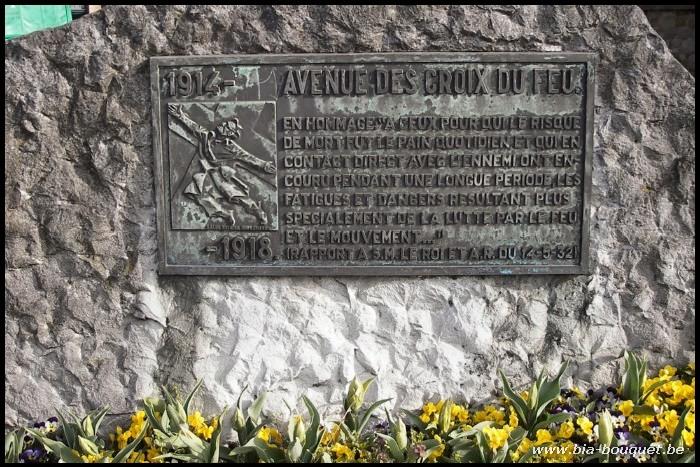 1914-
AVENUE DES CROIX DU FEU.
EN HOMMAGE "A CEUX POUR QUI LE RISQUE
DE MORT FUT LE PAIN QUOTIDIEN ET QUI EN
CONTACT DIRECT AVEC L'ENNEMI ONT EN-
COURU PENDANT UNE LONGUE PERIODE, LES
FATIGUES ET DANGERS RESULTANT PLUS
SPECIALEMENT DE LA LUTTE PAR LE FEU
ET LE MOUVEMENT..."
(RAPPORT A S.M. LE ROI ET A.R. DU 14-5-32)
-1918
© www.bia-bouquet.be